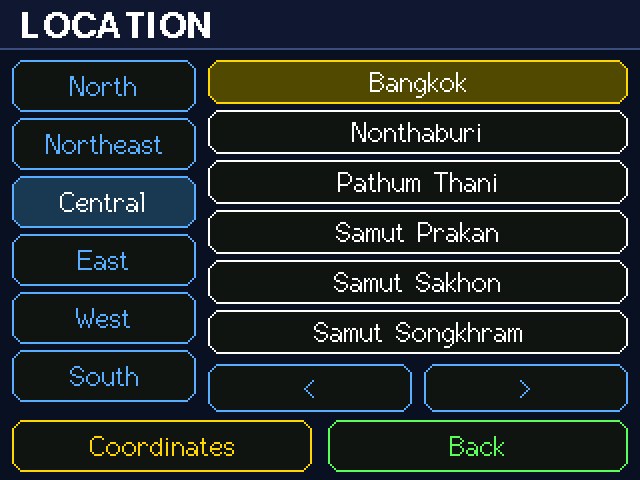 LOCATION
North
Northeast
Central
East
West
South
Bangkok
Nonthaburi
Pathum Thani
Samut Prakan
Samut Sakhon
Samut Songkhram
< >
Coordinates
Back